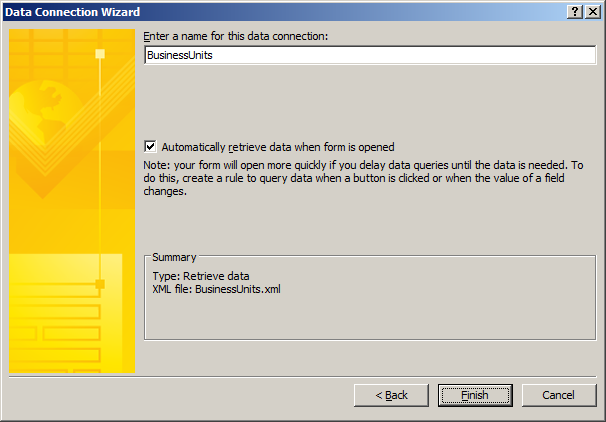 Data Connection Wizard
Enter a name for this data connection:
BusinessUnits
Automatically retrieve data when form is opened
Note: your form will open more quickly if you delay data queries until the data is needed. To
do this, create a rule to query data when a button is clicked or when the value of a field
changes.
Summary
Type: Retrieve data
XML file: BusinessUnits.xml
< Back
Finish
Cancel